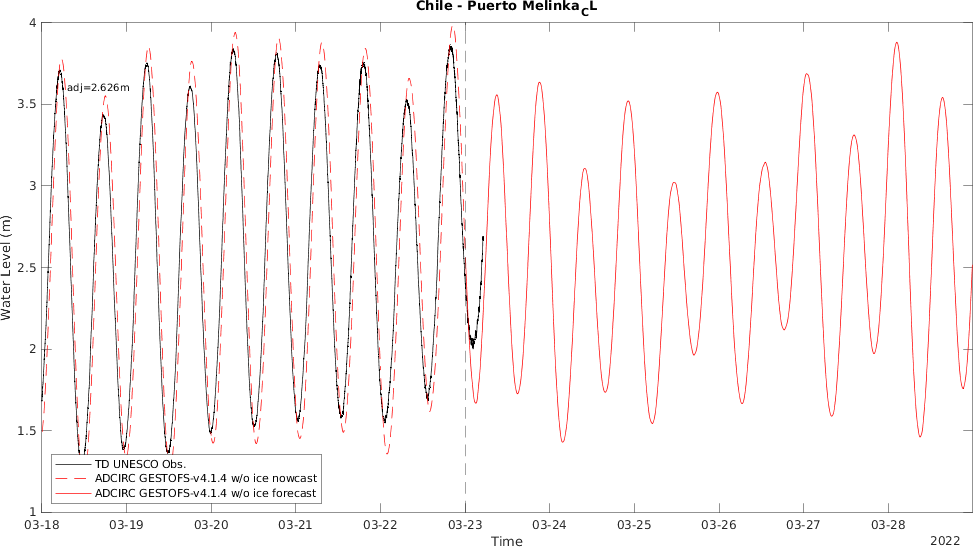 Chile - Puerto Melinka_CL
4
adj=2.626m
3.5
3
2.5
2
1.5
1
Water Level (m)
TD UNESCO Obs.
ADCIRC GESTOFS-v4.1.4 w/o ice nowcast
ADCIRC GESTOFS-v4.1.4 w/o ice forecast
03-18 03-19 03-20 03-21 03-22 03-23 03-24 03-25 03-26 03-27 03-28
Time
2022